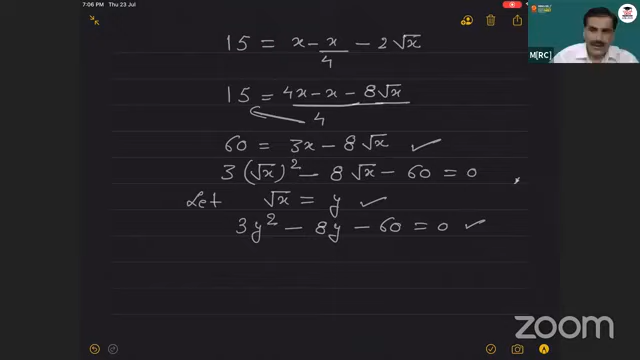 7:06 PM Thu 23 Jul
15 = x - x/4 - 2√x
15 = (4x - x - 8√x)/4
60 = 3x - 8√x ✓
3(√x)² - 8√x - 60 = 0
Let √x = y ✓
3y² - 8y - 60 = 0 ✓
M[RC]
zoom